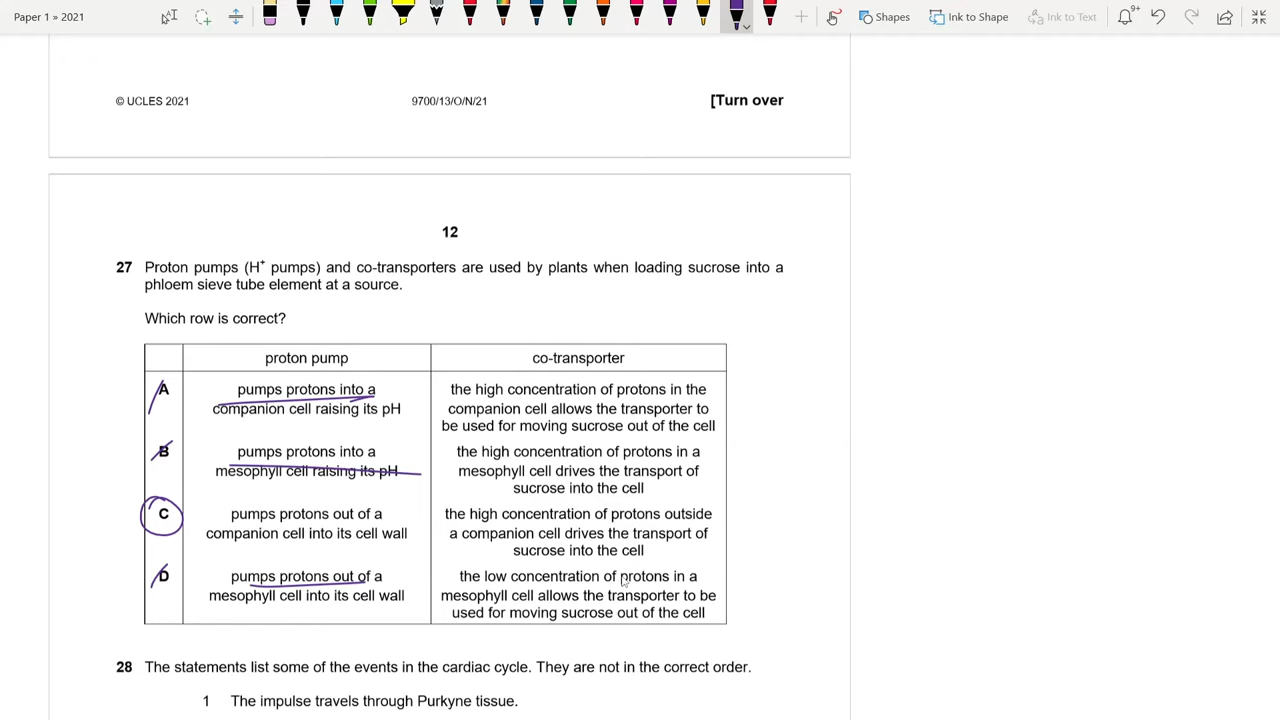 Paper 1 » 2021
Shapes
Ink to Shape
Ink to Text
9+
© UCLES 2021
9700/13/O/N/21
[Turn over
12
27 Proton pumps (H+ pumps) and co-transporters are used by plants when loading sucrose into a
phloem sieve tube element at a source.
Which row is correct?
proton pump
co-transporter
A
pumps protons into a
companion cell raising its pH
the high concentration of protons in the
companion cell allows the transporter to
be used for moving sucrose out of the cell
B
pumps protons into a
mesophyll cell raising its pH
the high concentration of protons in a
mesophyll cell drives the transport of
sucrose into the cell
C
pumps protons out of a
companion cell into its cell wall
the high concentration of protons outside
a companion cell drives the transport of
sucrose into the cell
D
pumps protons out of a
mesophyll cell into its cell wall
the low concentration of protons in a
mesophyll cell allows the transporter to be
used for moving sucrose out of the cell
28 The statements list some of the events in the cardiac cycle. They are not in the correct order.
1 The impulse travels through Purkyne tissue.